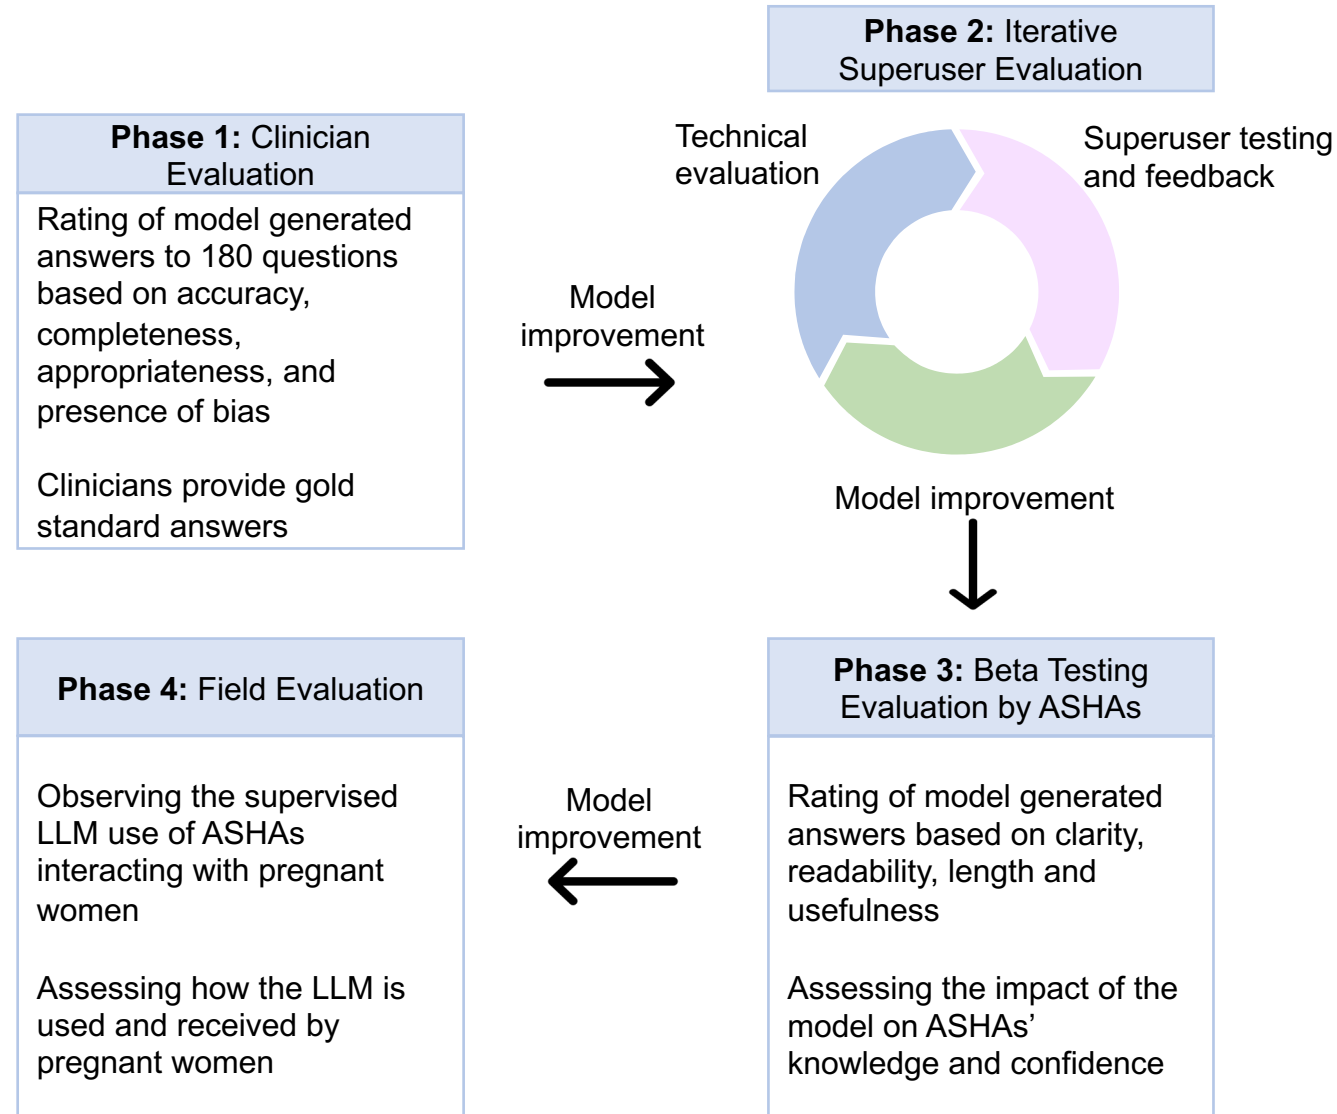 Phase 1: Clinician
Evaluation
Rating of model generated
answers to 180 questions
based on accuracy,
completeness,
appropriateness, and
presence of bias
Clinicians provide gold
standard answers
Model
improvement
Phase 2: Iterative
Superuser Evaluation
Technical
evaluation
Superuser testing
and feedback
Model improvement
Phase 3: Beta Testing
Evaluation by ASHAs
Rating of model generated
answers based on clarity,
readability, length and
usefulness
Assessing the impact of the
model on ASHAs’
knowledge and confidence
Model
improvement
Phase 4: Field Evaluation
Observing the supervised
LLM use of ASHAs
interacting with pregnant
women
Assessing how the LLM is
used and received by
pregnant women